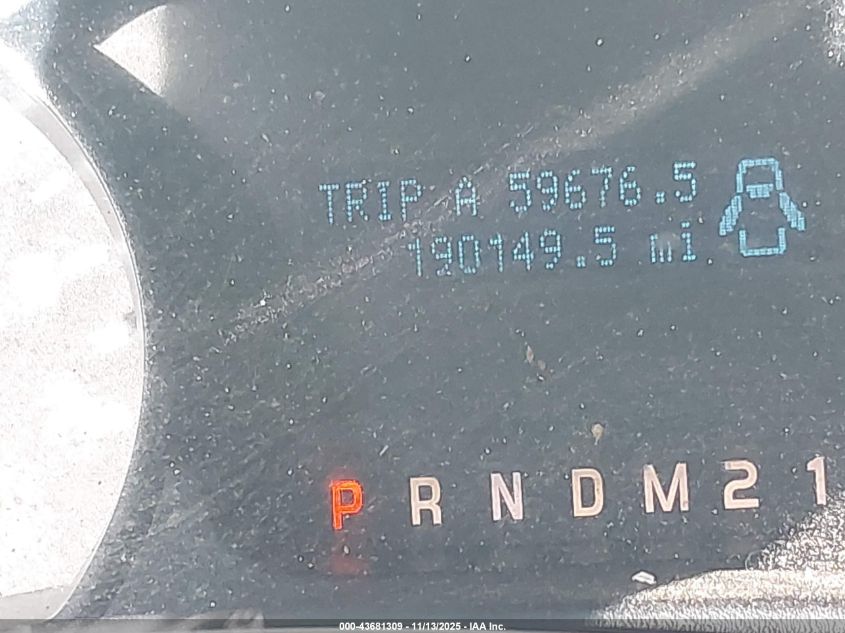 TRIP A 59676.5
190149.5 mi
P R N D M 2 1
000-43681309 - 11/13/2025 - IAA Inc.